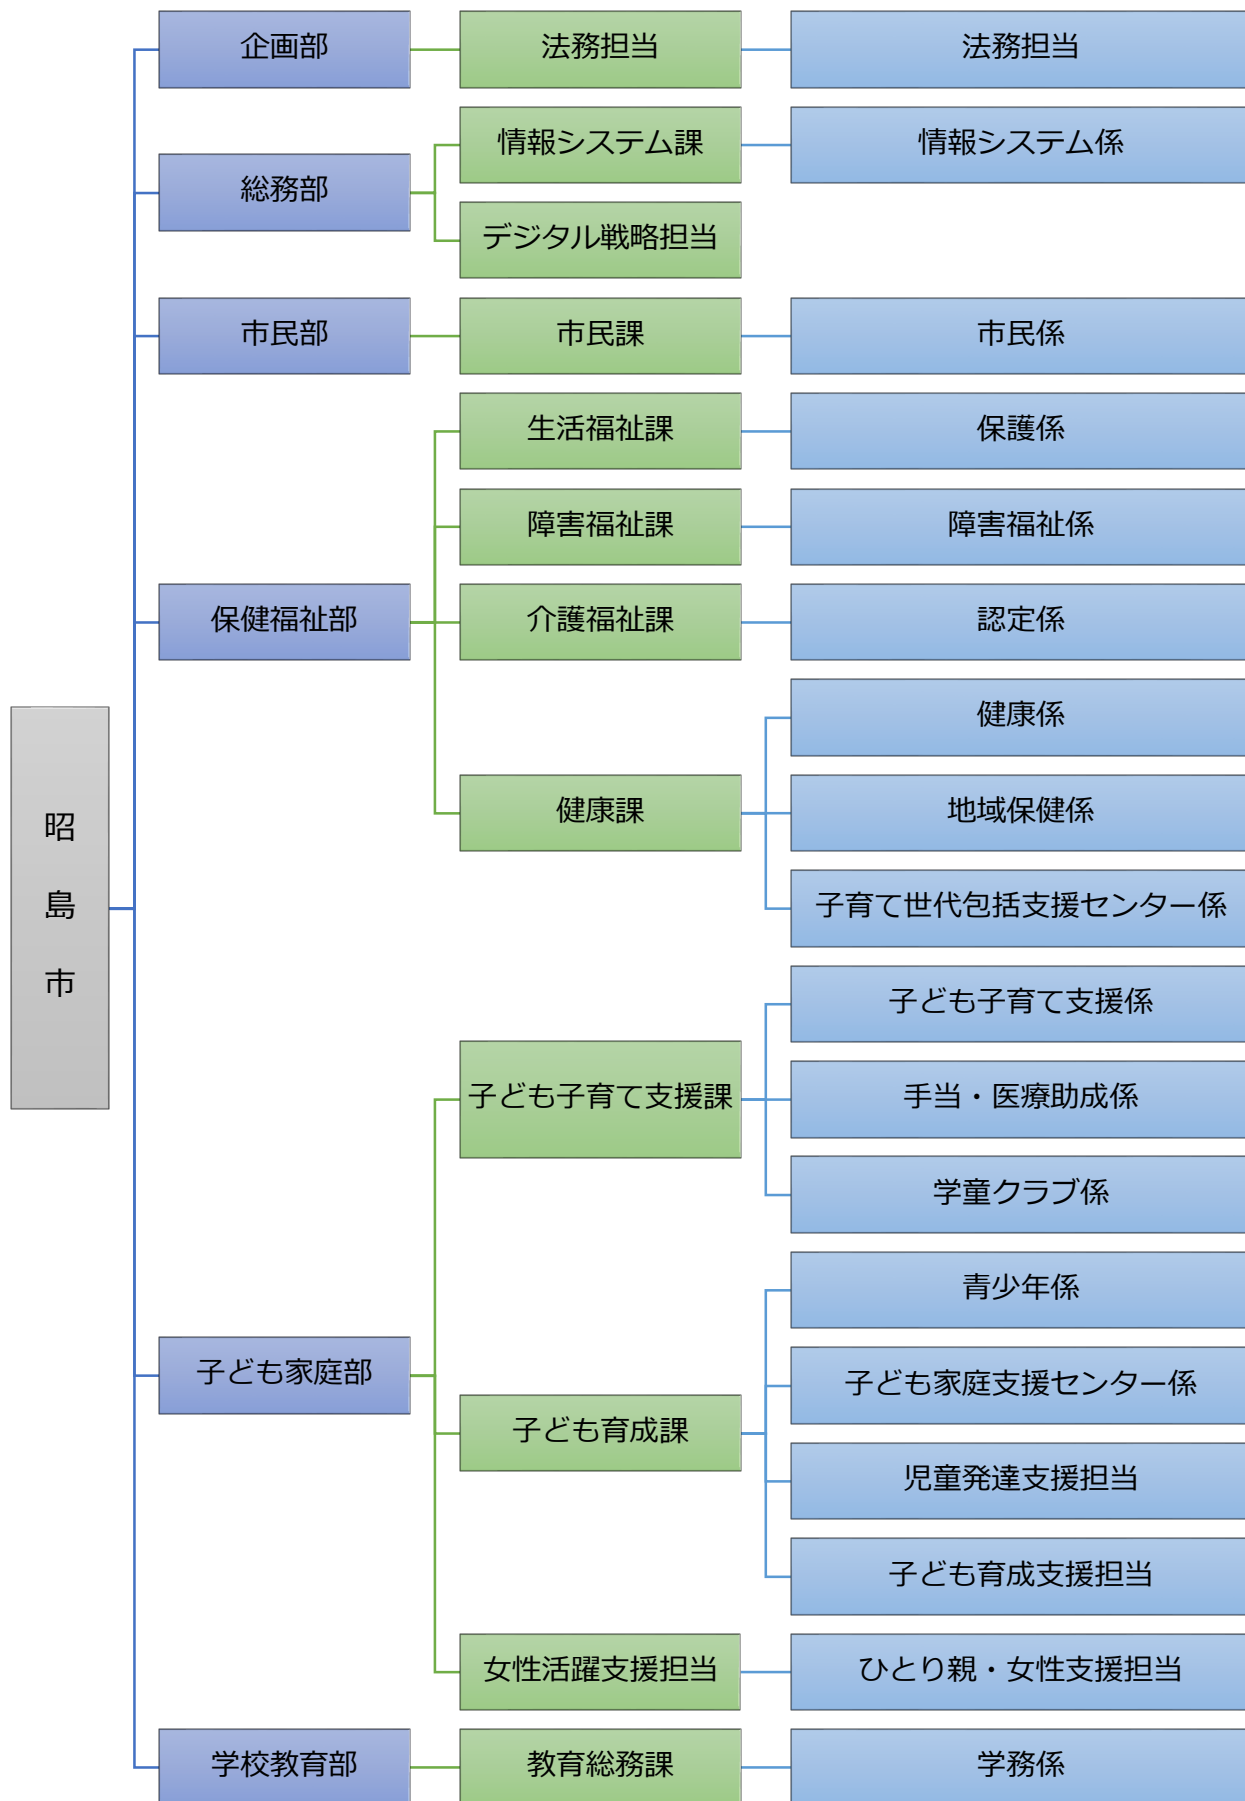 昭島市
企画部
法務担当
法務担当
総務部
情報システム課
情報システム係
デジタル戦略担当
市民部
市民課
市民係
保健福祉部
生活福祉課
保護係
障害福祉課
障害福祉係
介護福祉課
認定係
健康課
健康係
地域保健係
子育て世代包括支援センター係
子ども家庭部
子ども子育て支援課
子ども子育て支援係
手当・医療助成係
学童クラブ係
子ども育成課
青少年係
子ども家庭支援センター係
児童発達支援担当
子ども育成支援担当
女性活躍支援担当
ひとり親・女性支援担当
学校教育部
教育総務課
学務係